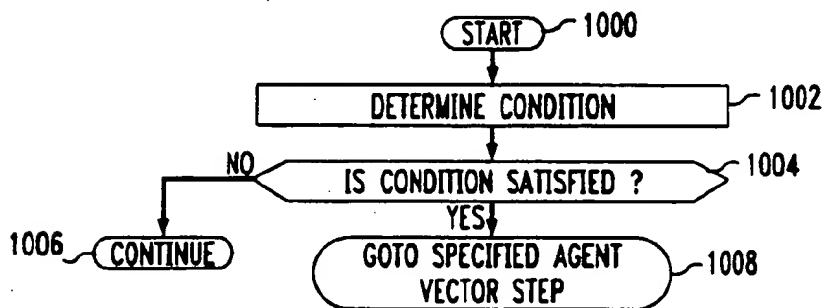 START
1000
DETERMINE CONDITION
1002
NO
IS CONDITION SATISFIED ?
1004
YES
1006
CONTINUE
GOTO SPECIFIED AGENT
VECTOR STEP
1008